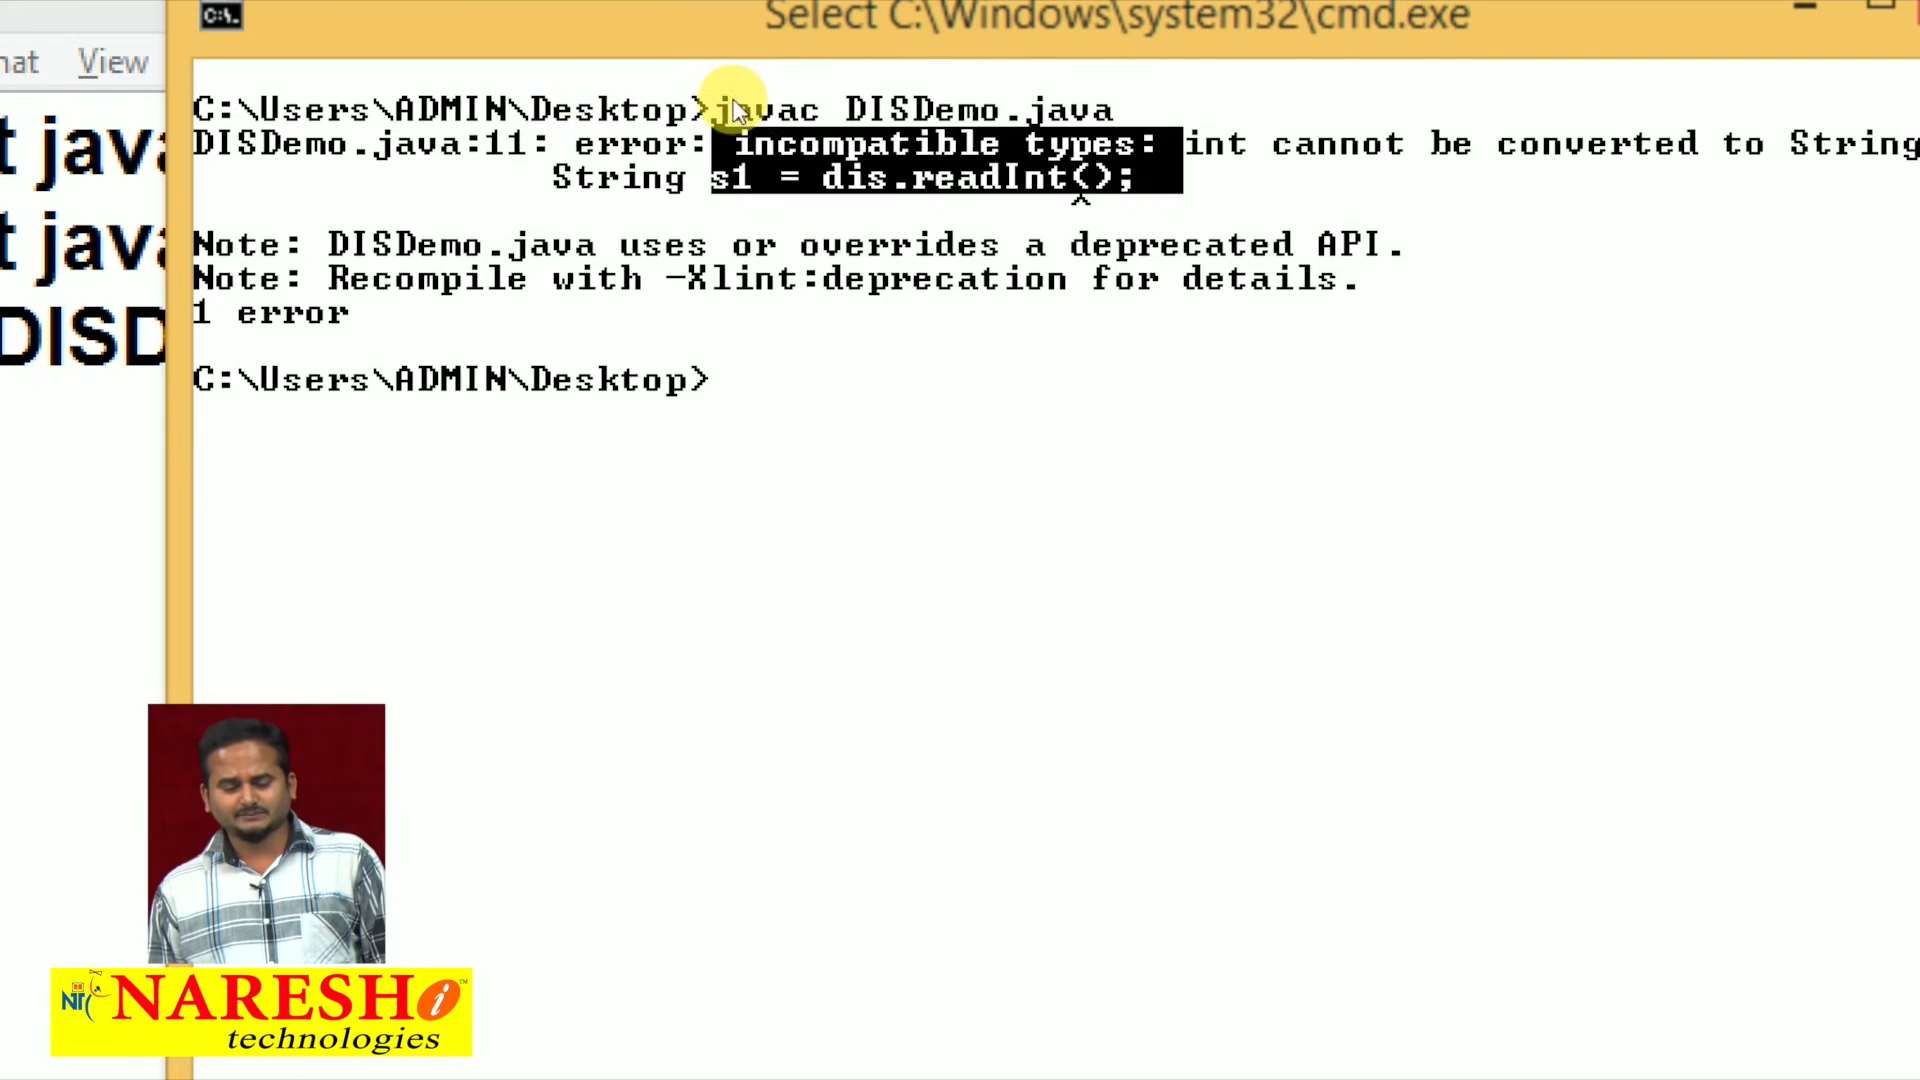 Select C:\Windows\system32\cmd.exe
View
C:\Users\ADMIN\Desktop>javac DISDemo.java
DISDemo.java:11: error: incompatible types: int cannot be converted to String
String s1 = dis.readInt();
^
Note: DISDemo.java uses or overrides a deprecated API.
Note: Recompile with -Xlint:deprecation for details.
1 error
C:\Users\ADMIN\Desktop>
t java
t java
DISD
NARESH i
technologies